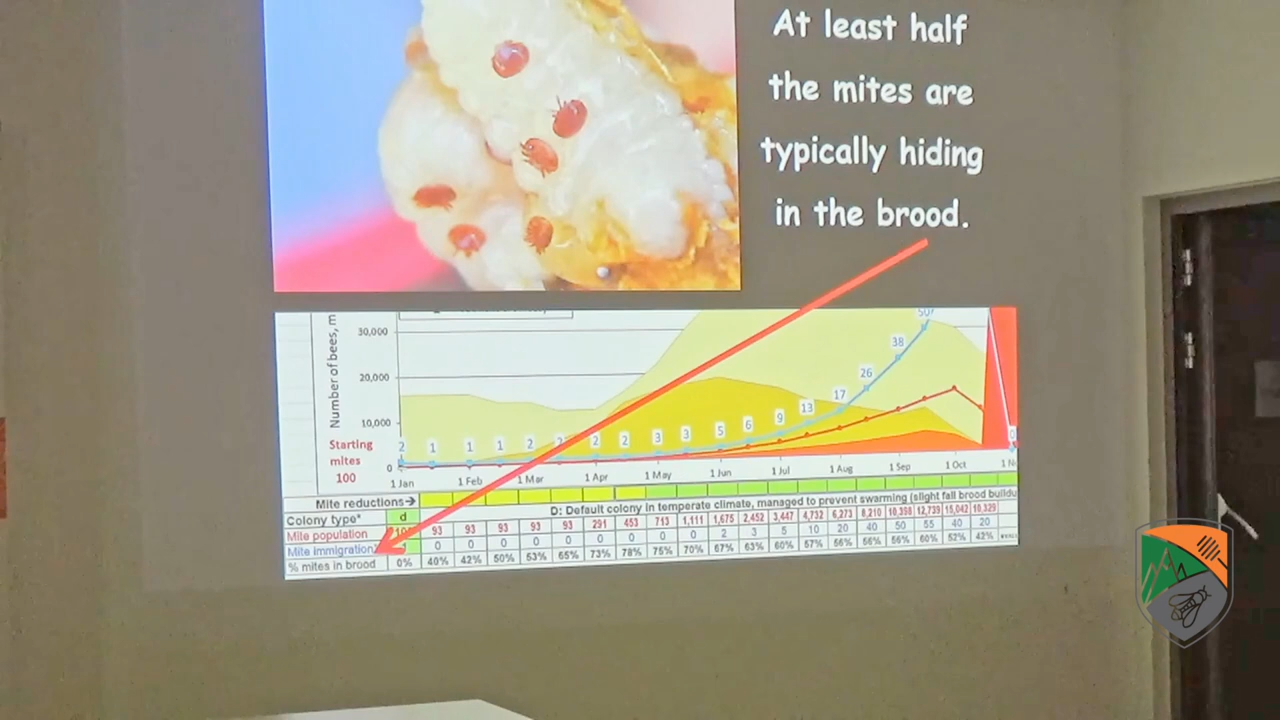 At least half
the mites are
typically hiding
in the brood.
Number of bees, m
30,000
20,000
10,000
0
Starting
mites
100
2 1 1 1 2 2 2 2 3 3 5 6 9 13 17 26 38 50 0
1 Jan 1 Feb 1 Mar 1 Apr 1 May 1 Jun 1 Jul 1 Aug 1 Sep 1 Oct
Mite reductions→
D: Default colony in temperate climate, managed to prevent swarming (slight fall brood buildu
Colony type* d
Mite population 93 93 93 93 93 291 453 713 1,111 1,675 2,452 3,447 4,732 6,273 8,210 10,398 12,739 15,042 10,329
Mite immigration 0 0 0 0 0 0 0 0 0 2 3 5 10 20 40 50 55 40 20
% mites in brood 0% 40% 42% 50% 63% 65% 73% 78% 75% 70% 67% 63% 60% 57% 56% 56% 56% 60% 52% 42%